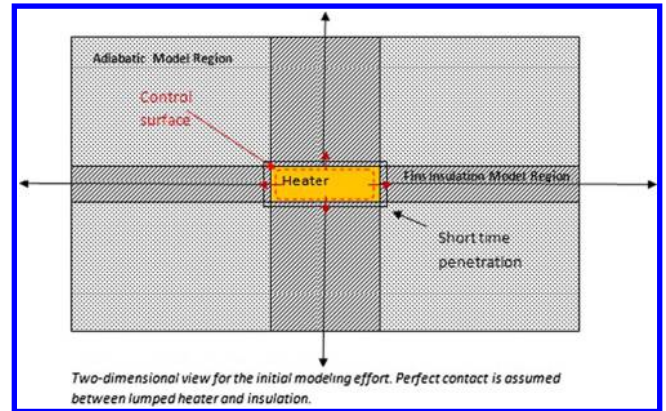 Adiabatic Model Region
Control
surface
Heater
Fins Insulation Model Region
Short time
penetration
Two-dimensional view for the initial modeling effort. Perfect contact is assumed
between lumped heater and insulation.